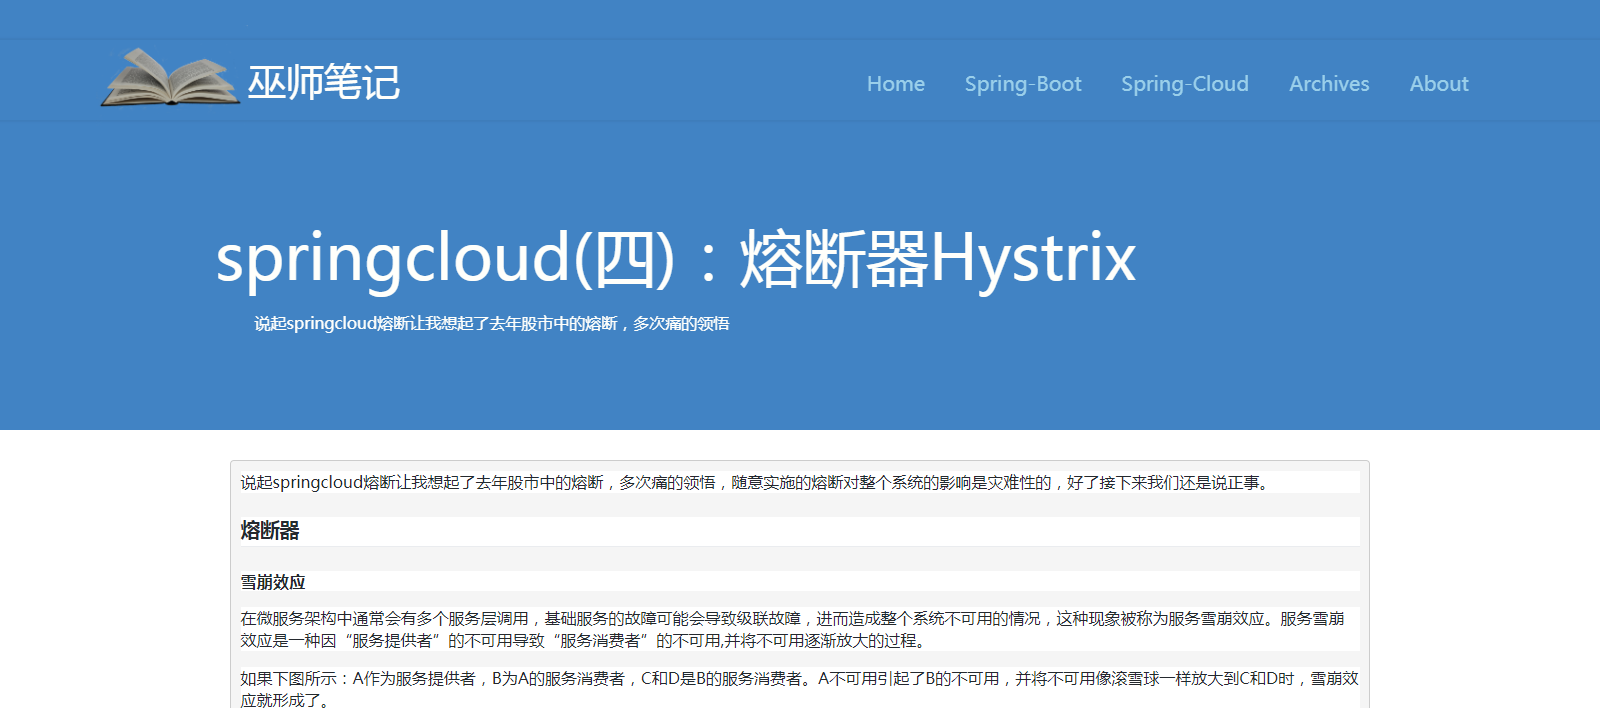 巫师笔记
Home Spring-Boot Spring-Cloud Archives About
springcloud(四)：熔断器Hystrix
说起springcloud熔断让我想起了去年股市中的熔断，多次痛的领悟
说起springcloud熔断让我想起了去年股市中的熔断，多次痛的领悟，随意实施的熔断对整个系统的影响是灾难性的，好了接下来我们还是说正事。
熔断器
雪崩效应
在微服务架构中通常会有多个服务层调用，基础服务的故障可能会导致级联故障，进而造成整个系统不可用的情况，这种现象被称为服务雪崩效应。服务雪崩
效应是一种因“服务提供者”的不可用导致“服务消费者”的不可用,并将不可用逐渐放大的过程。
如果下图所示：A作为服务提供者，B为A的服务消费者，C和D是B的服务消费者。A不可用引起了B的不可用，并将不可用像滚雪球一样放大到C和D时，雪崩效
应就形成了。